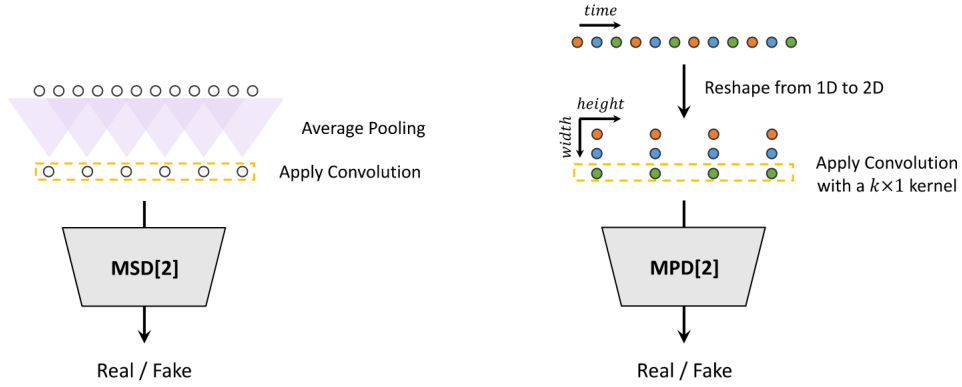 Average Pooling
Apply Convolution
MSD[2]
Real / Fake
time
Reshape from 1D to 2D
height
width
Apply Convolution
with a k×1 kernel
MPD[2]
Real / Fake